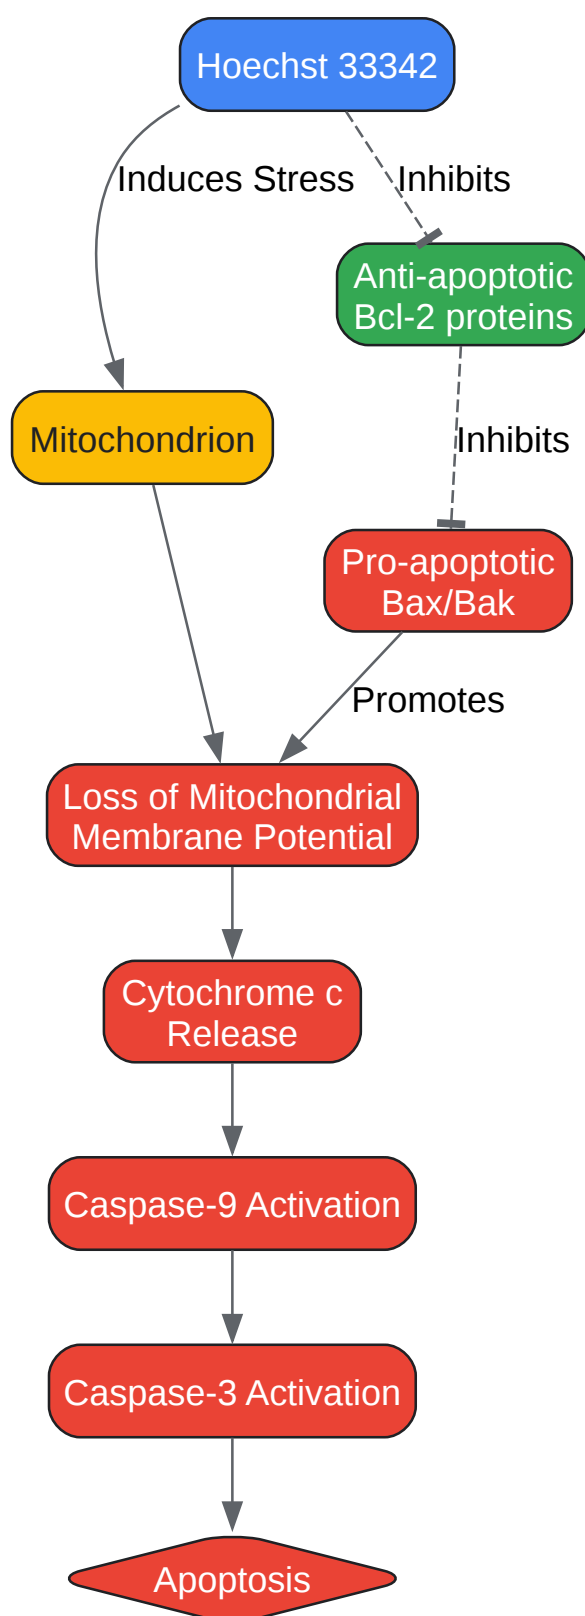 Hoechst 33342
Induces Stress
Inhibits
Anti-apoptotic
Bcl-2 proteins
Mitochondrion
Inhibits
Pro-apoptotic
Bax/Bak
Promotes
Loss of Mitochondrial
Membrane Potential
Cytochrome c
Release
Caspase-9 Activation
Caspase-3 Activation
Apoptosis